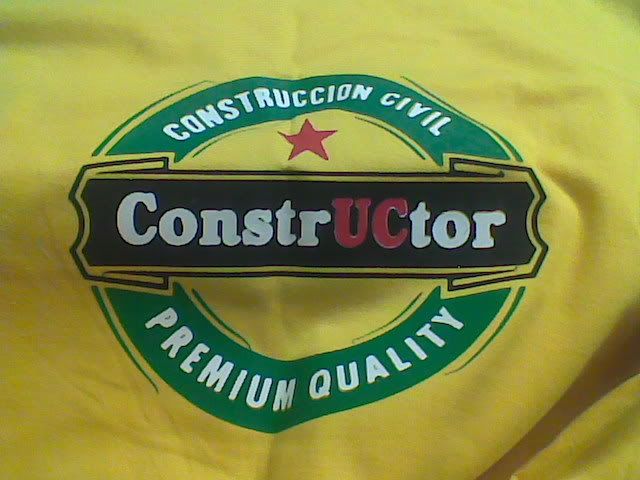 CONSTRUCCION CIVIL
ConstrUCtor
PREMIUM QUALITY